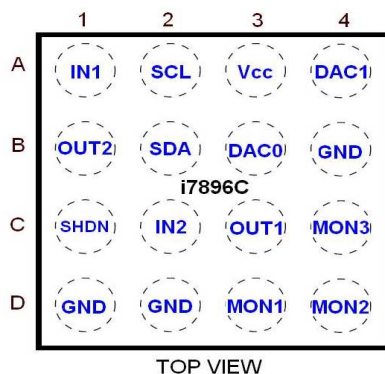 1 2 3 4
A IN1 SCL Vcc DAC1
B OUT2 SDA DAC0 GND
i7896C
C SHDN IN2 OUT1 MON3
D GND GND MON1 MON2
TOP VIEW